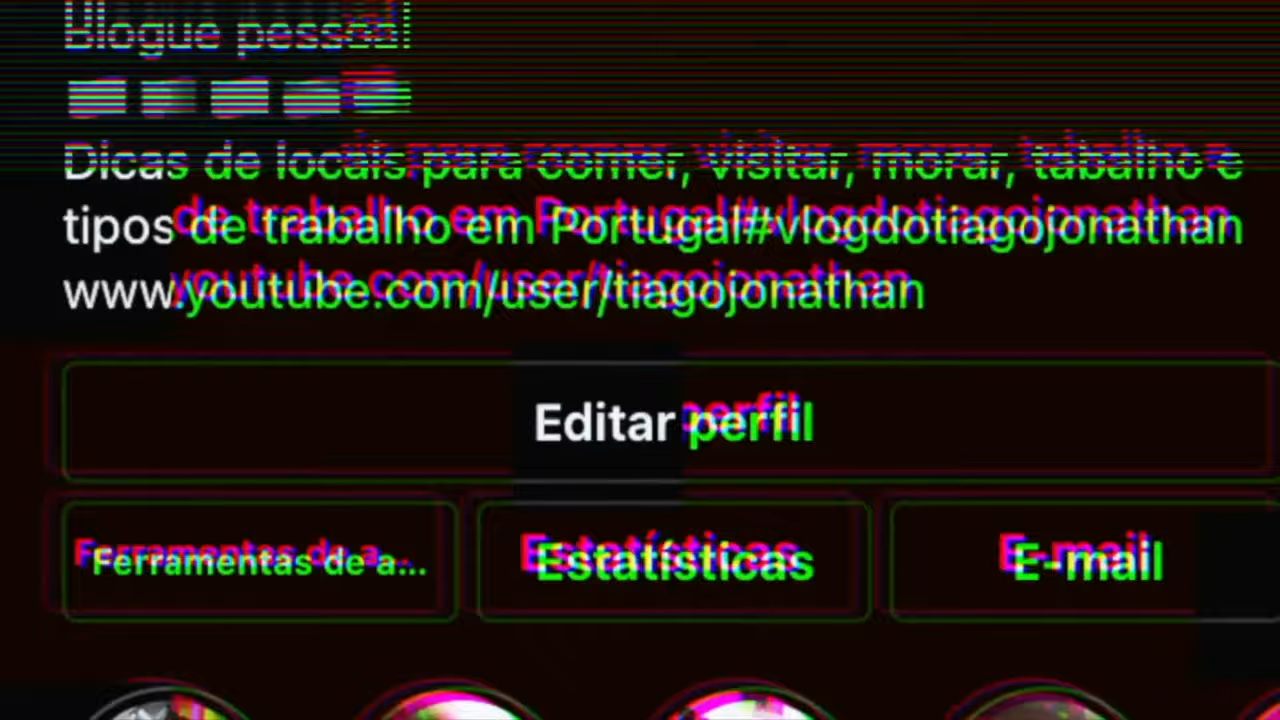 Blogue pessoal
Dicas de locais para comer, visitar, morar, tabalho e
tipos de trabalho em Portugal#vlogdotiagojonathan
www.youtube.com/user/tiagojonathan
Editar perfil
Ferramentas de a...
Estatísticas
E-mail